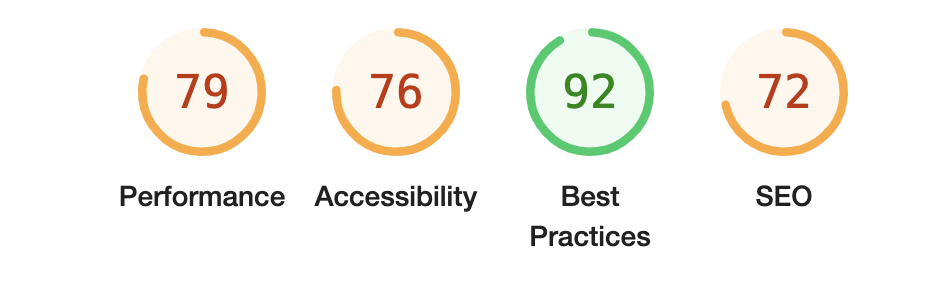 79 76 92 72
Performance Accessibility Best SEO
Practices